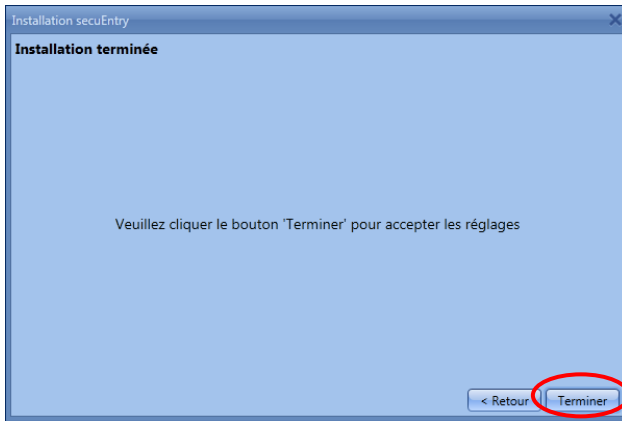 Installation secuEntry
Installation terminée
Veuillez cliquer le bouton 'Terminer' pour accepter les réglages
< Retour Terminer